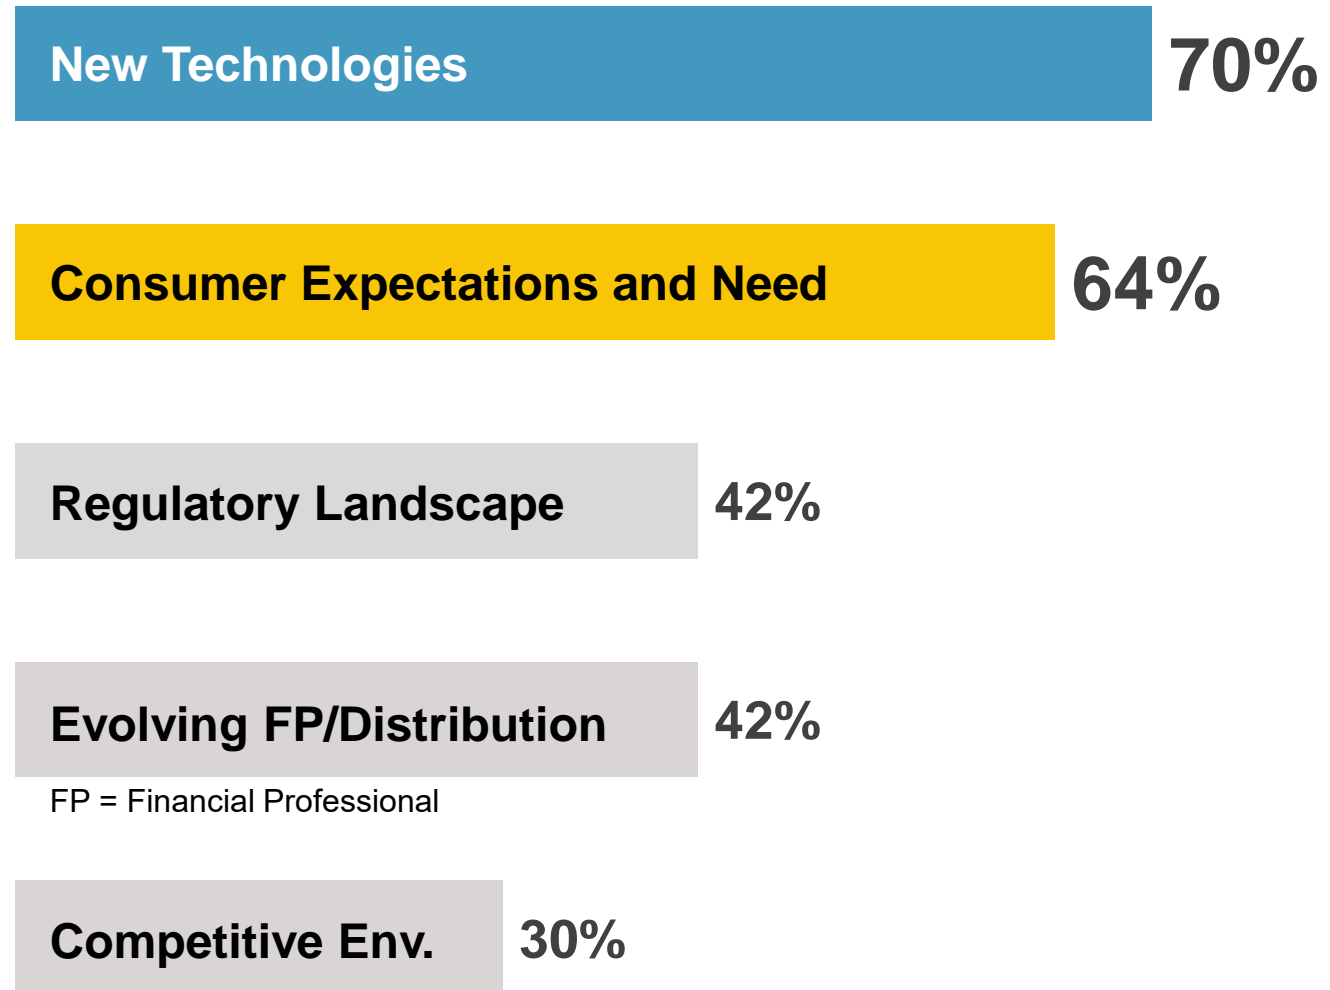 New Technologies 70%
Consumer Expectations and Need 64%
Regulatory Landscape 42%
Evolving FP/Distribution 42%
FP = Financial Professional
Competitive Env. 30%